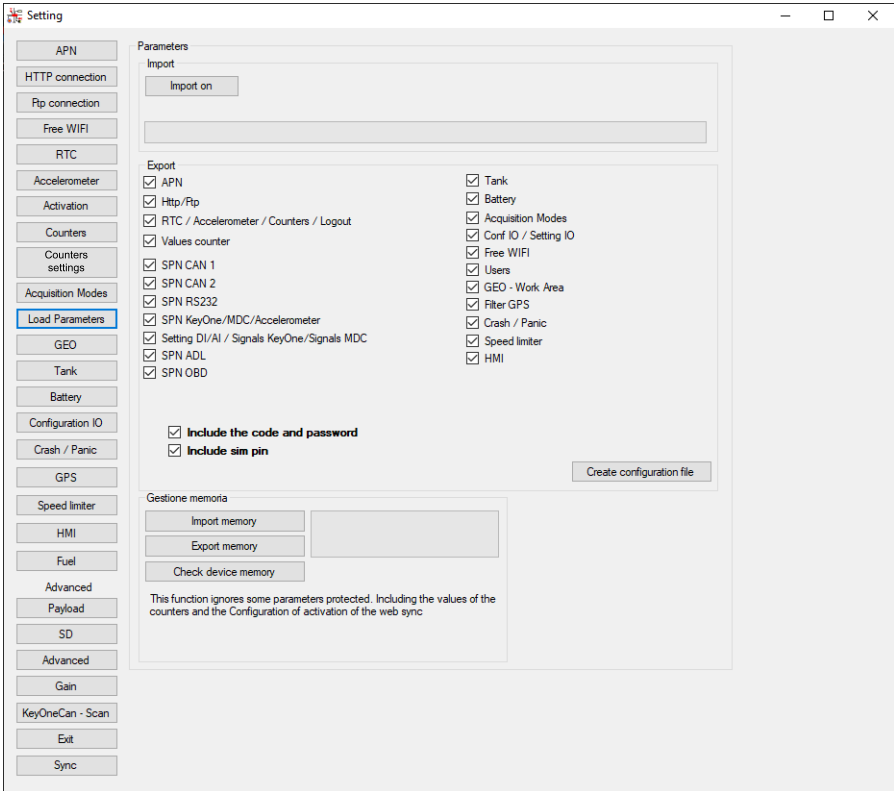 Setting
APN
HTTP connection
Ftp connection
Free WIFI
RTC
Accelerometer
Activation
Counters
Counters
settings
Acquisition Modes
Load Parameters
GEO
Tank
Battery
Configuration IO
Crash / Panic
GPS
Speed limiter
HMI
Fuel
Advanced
Payload
SD
Advanced
Gain
KeyOneCan - Scan
Exit
Sync
Parameters
Import
Import on
Export
APN
Http/Ftp
RTC / Accelerometer / Counters / Logout
Values counter
SPN CAN 1
SPN CAN 2
SPN RS232
SPN KeyOne/MDC/Accelerometer
Setting DI/AI / Signals KeyOne/Signals MDC
SPN ADL
SPN OBD
Tank
Battery
Acquisition Modes
Conf IO / Setting IO
Free WIFI
Users
GEO - Work Area
Filter GPS
Crash / Panic
Speed limiter
HMI
Include the code and password
Include sim pin
Create configuration file
Gestione memoria
Import memory
Export memory
Check device memory
This function ignores some parameters protected. Including the values of the
counters and the Configuration of activation of the web sync